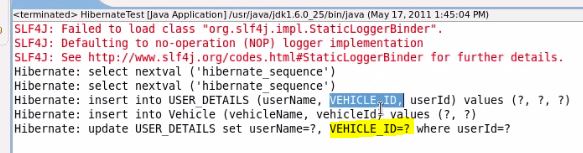 <terminated> HibernateTest [Java Application] /usr/java/jdk1.6.0_25/bin/java (May 17, 2011 1:45:04 PM)
SLF4J: Failed to load class "org.slf4j.impl.StaticLoggerBinder".
SLF4J: Defaulting to no-operation (NOP) logger implementation
SLF4J: See http://www.slf4j.org/codes.html#StaticLoggerBinder for further details.
Hibernate: select nextval ('hibernate_sequence')
Hibernate: select nextval ('hibernate_sequence')
Hibernate: insert into USER_DETAILS (userName, VEHICLE_ID, userId) values (?, ?, ?)
Hibernate: insert into Vehicle (vehicleName, vehicleId) values (?, ?)
Hibernate: update USER_DETAILS set userName=?, VEHICLE_ID=? where userId=?